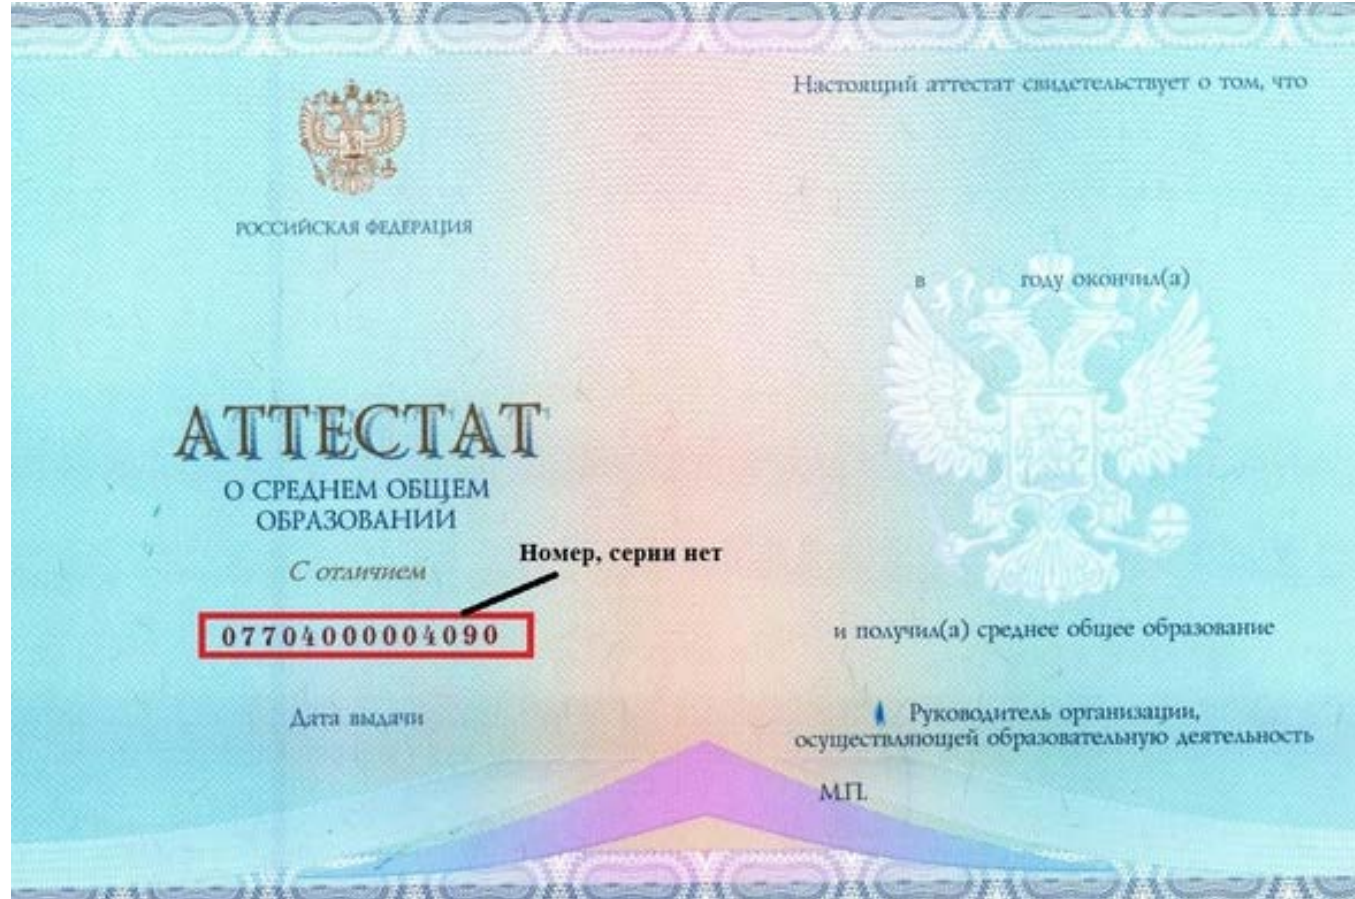 РОССИЙСКАЯ ФЕДЕРАЦИЯ
АТТЕСТАТ
О СРЕДНЕМ ОБЩЕМ
ОБРАЗОВАНИИ
С отличием
Номер, серии нет
07704000004090
Дата выдачи
Настоящий аттестат свидетельствует о том, что
в году окончил(а)
и получил(а) среднее общее образование
Руководитель организации,
осуществляющей образовательную деятельность
М.П.